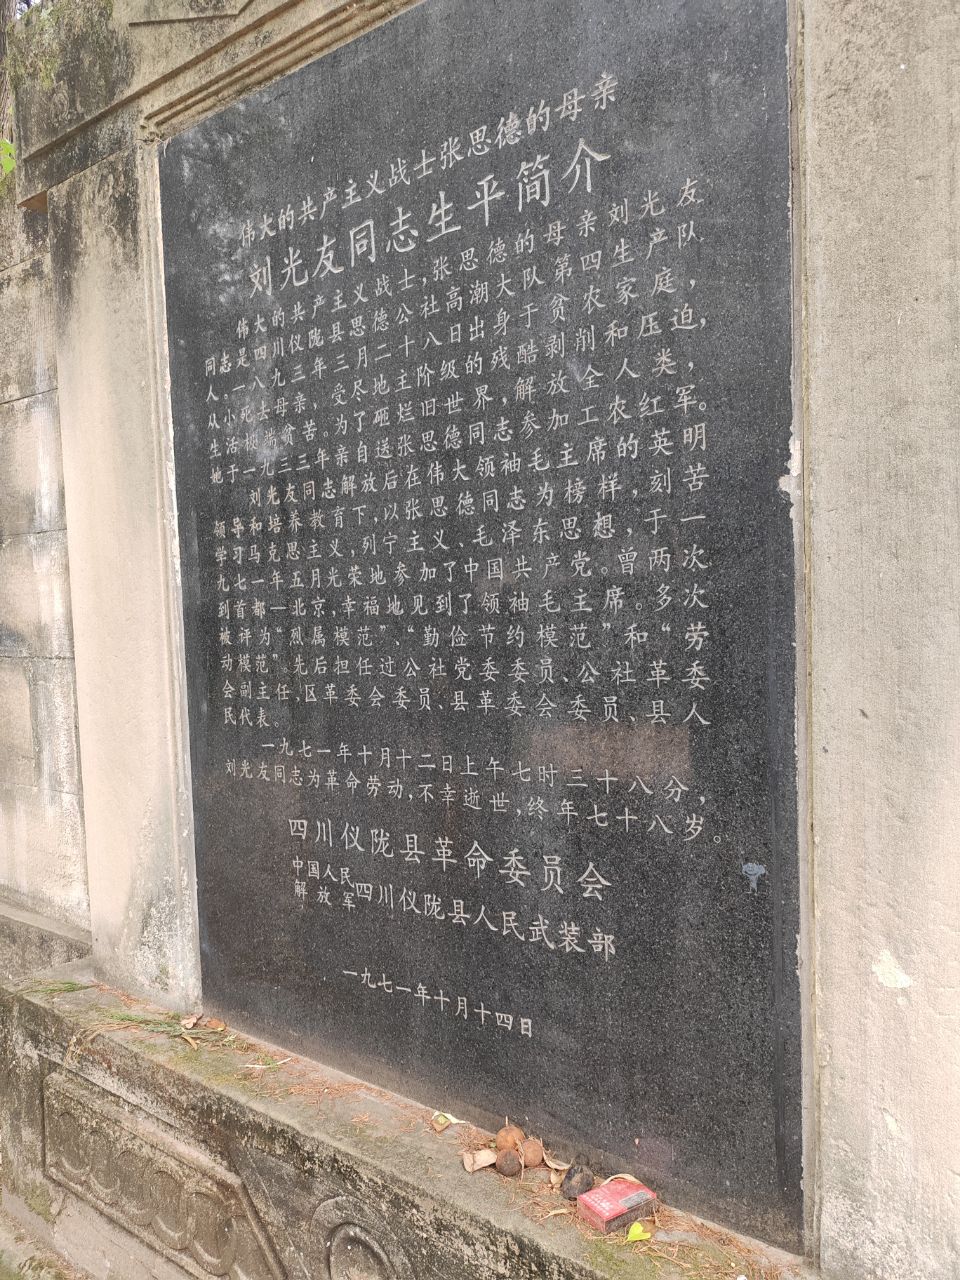 伟大的共产主义战士张思德的母亲
刘光友同志生平简介
伟大的共产主义战士,张思德的母亲刘光友
同志是四川仪陇县思德公社高潮大队第四生产队
人。一八九三年三月二十八日出身于贫农家庭,
从小死去母亲,受尽地主阶级的残酷剥削和压迫,
生活极端贫苦。为了砸烂旧世界,解放全人类,
她于一九三三年亲自送张思德同志参加工农红军。
刘光友同志解放后在伟大领袖毛主席的英明
领导和培养教育下,以张思德同志为榜样,刻苦
学习马克思主义,列宁主义、毛泽东思想,于一
九七一年五月光荣地参加了中国共产党。曾两次
到首都—北京,幸福地见到了领袖毛主席。多次
被评为“烈属模范”、“勤俭节约模范”和“劳
动模范”。先后担任过公社党委委员、公社革委
会副主任、区革委会委员、县革委会委员、县人
民代表。
一九七一年十月十二日上午七时三十八分,
刘光友同志为革命劳动,不幸逝世,终年七十八岁。
四川仪陇县革命委员会
中国人民
解放军四川仪陇县人民武装部
一九七一年十月十四日